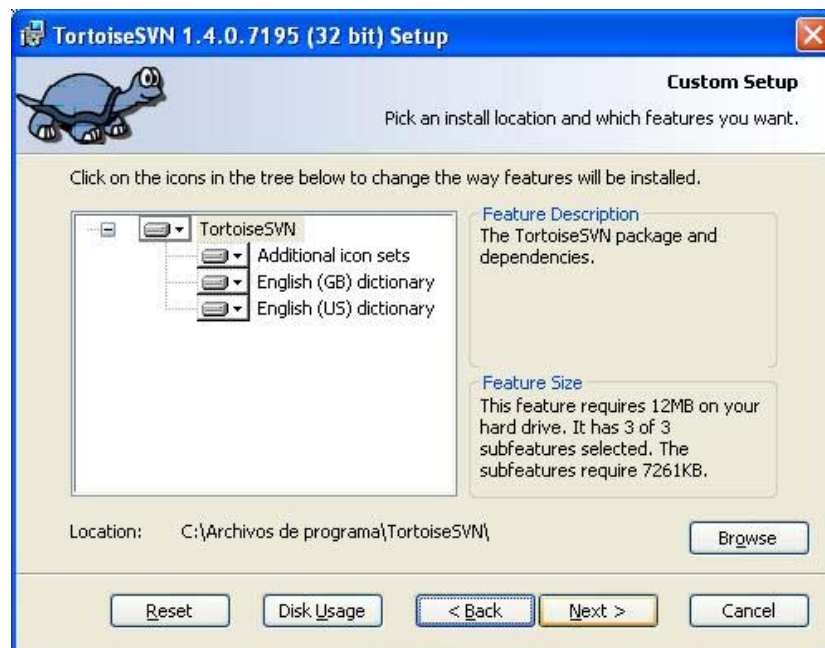 TortoiseSVN 1.4.0.7195 (32 bit) Setup
Custom Setup
Pick an install location and which features you want.
Click on the icons in the tree below to change the way features will be installed.
TortoiseSVN
Additional icon sets
English (GB) dictionary
English (US) dictionary
Feature Description
The TortoiseSVN package and
dependencies.
Feature Size
This feature requires 12MB on your
hard drive. It has 3 of 3
subfeatures selected. The
subfeatures require 7261KB.
Location: C:\Archivos de programa\TortoiseSVN\
Browse
Reset Disk Usage < Back Next > Cancel